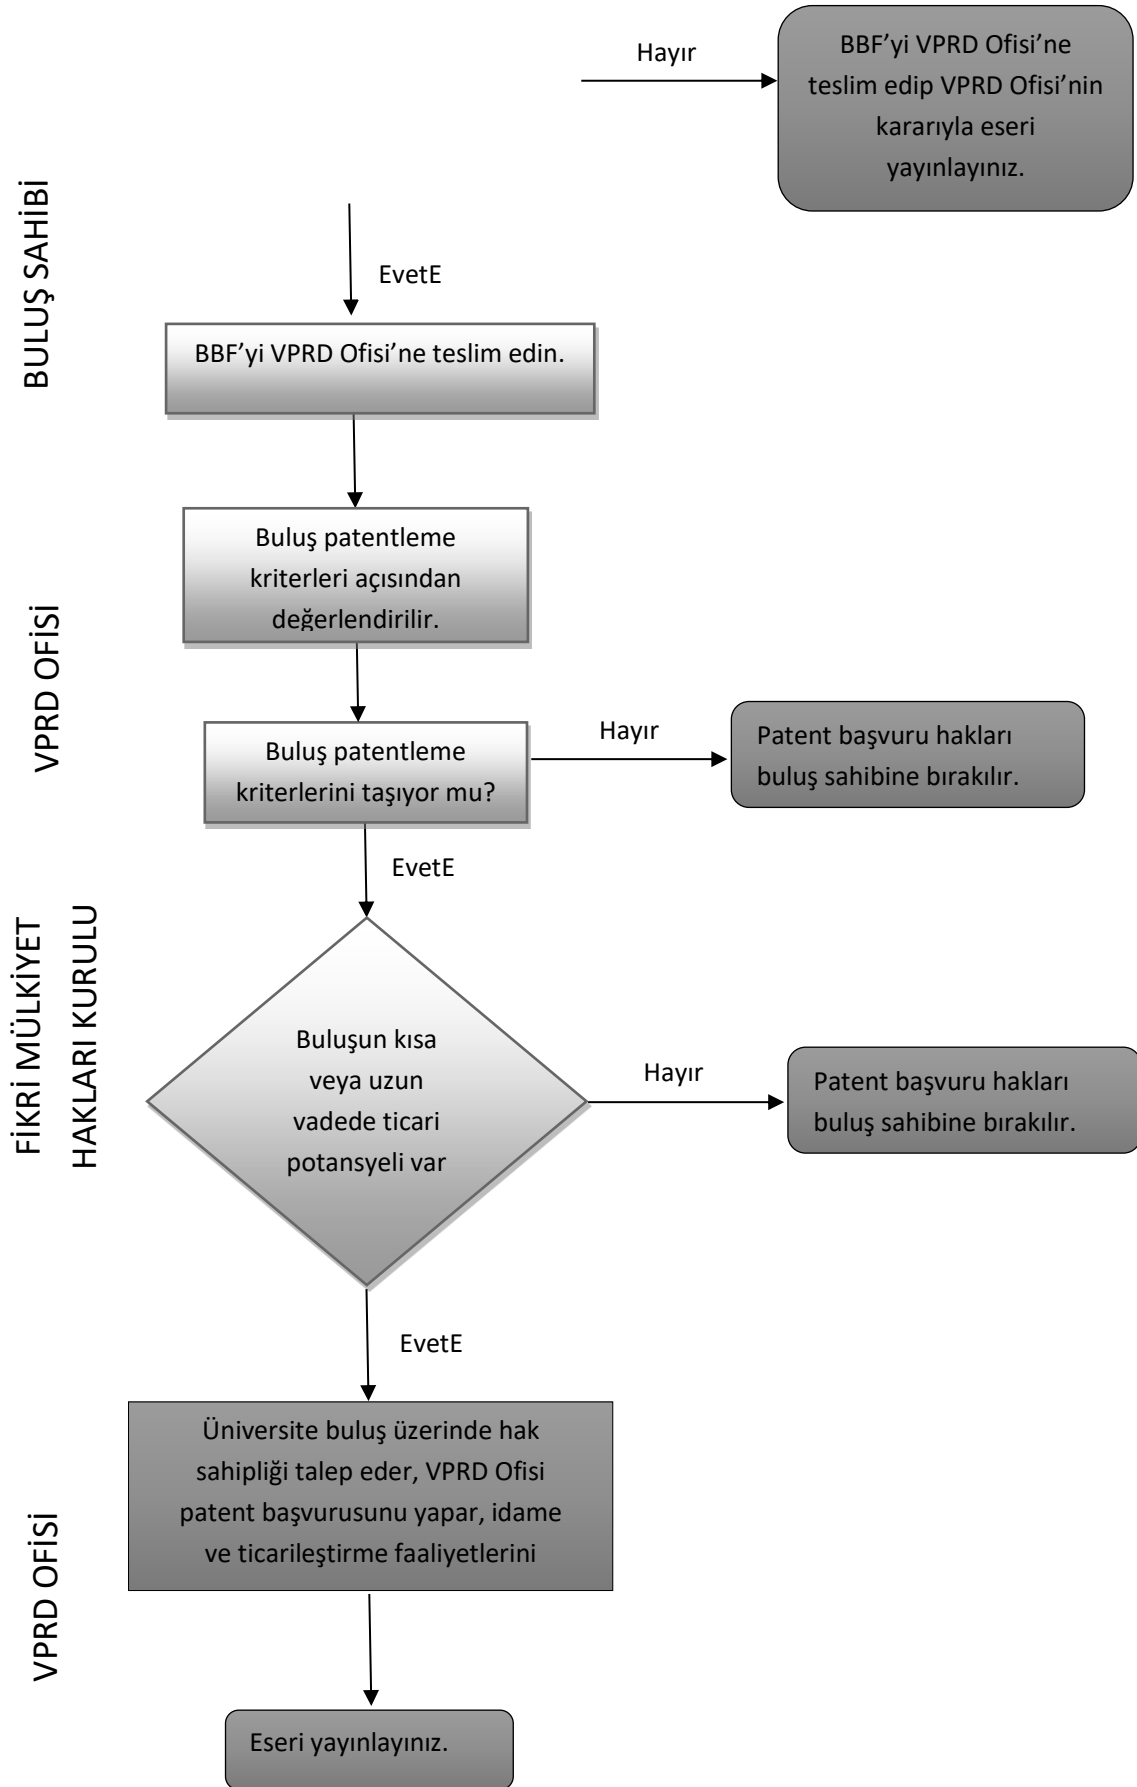 Hayır
BBF’yi VPRD Ofisi’ne
teslim edip VPRD Ofisi’nin
kararıyla eseri
yayınlayınız.
BULUŞ SAHİBİ
EvetE
BBF’yi VPRD Ofisi’ne teslim edin.
VPRD OFİSİ
Buluş patentleme
kriterleri açısından
değerlendirilir.
Buluş patentleme
kriterlerini taşıyor mu?
Hayır
Patent başvuru hakları
buluş sahibine bırakılır.
EvetE
FİKRİ MÜLKİYET
HAKLARI KURULU
Buluşun kısa
veya uzun
vadede ticari
potansyeli var
Hayır
Patent başvuru hakları
buluş sahibine bırakılır.
EvetE
VPRD OFİSİ
Üniversite buluş üzerinde hak
sahipliği talep eder, VPRD Ofisi
patent başvurusunu yapar, idame
ve ticarileştirme faaliyetlerini
Eseri yayınlayınız.